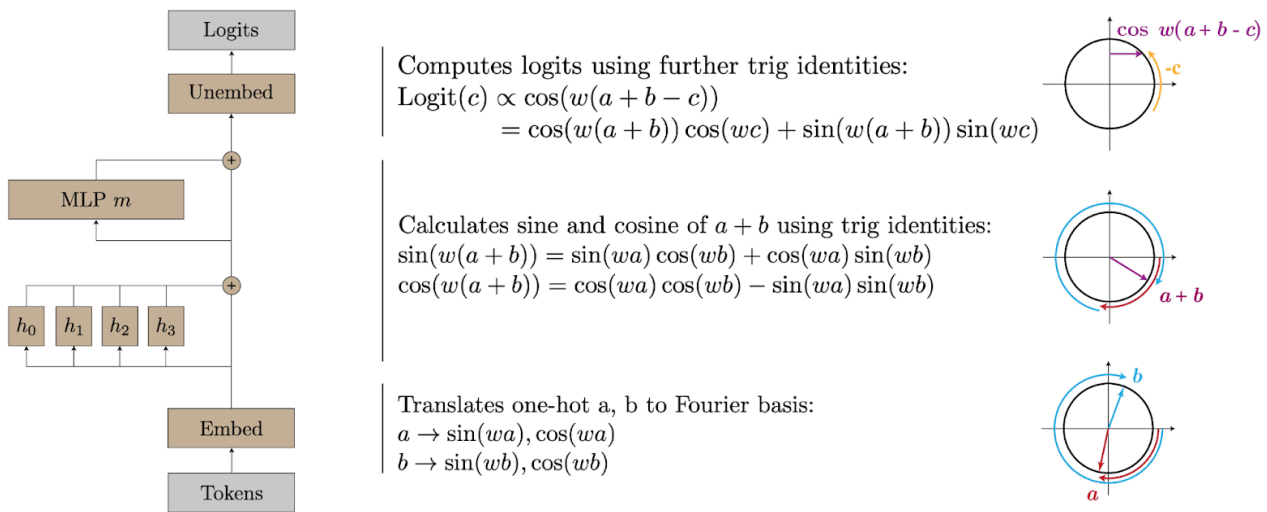 Logits
Unembed
+
MLP m
+
h₀ h₁ h₂ h₃
Embed
Tokens
Computes logits using further trig identities:
Logit(c) ∝ cos(w(a + b − c))
= cos(w(a + b)) cos(wc) + sin(w(a + b)) sin(wc)
Calculates sine and cosine of a + b using trig identities:
sin(w(a + b)) = sin(wa) cos(wb) + cos(wa) sin(wb)
cos(w(a + b)) = cos(wa) cos(wb) − sin(wa) sin(wb)
Translates one-hot a, b to Fourier basis:
a → sin(wa), cos(wa)
b → sin(wb), cos(wb)
cos w(a + b - c)
-c
a + b
b
a